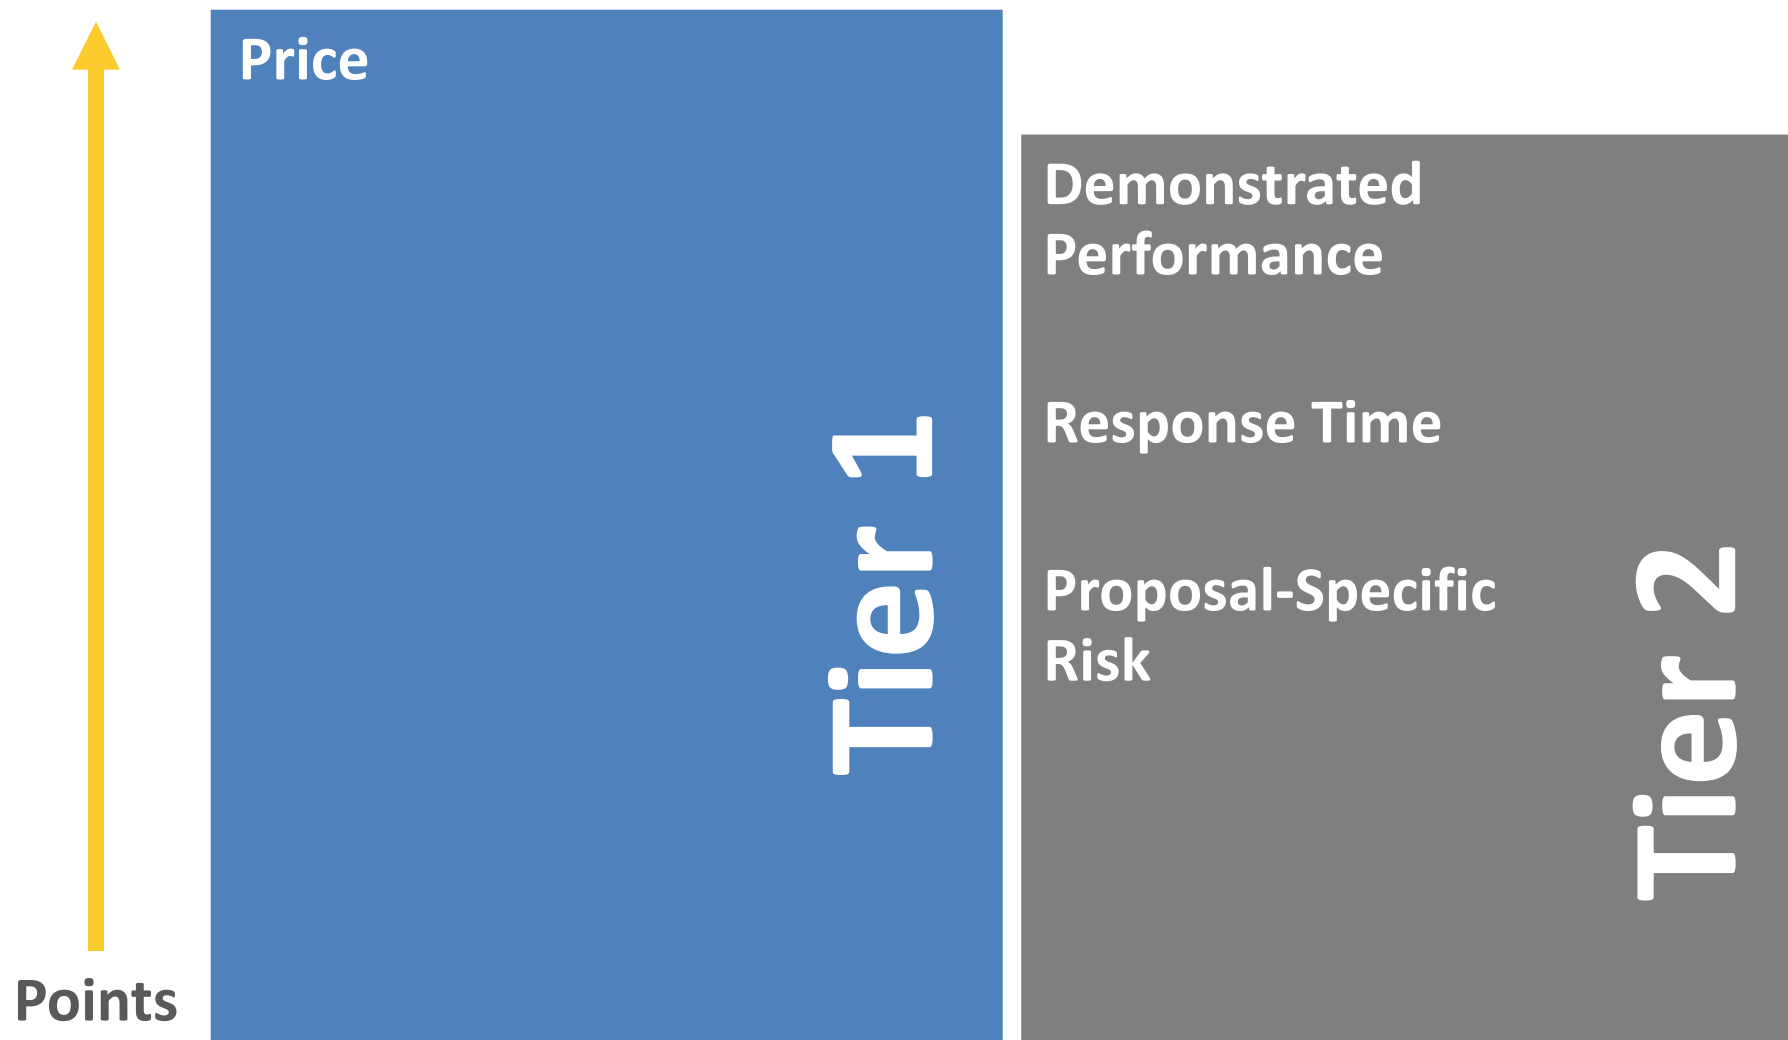 Price
Tier 1
Demonstrated
Performance
Response Time
Proposal-Specific
Risk
Tier 2
Points